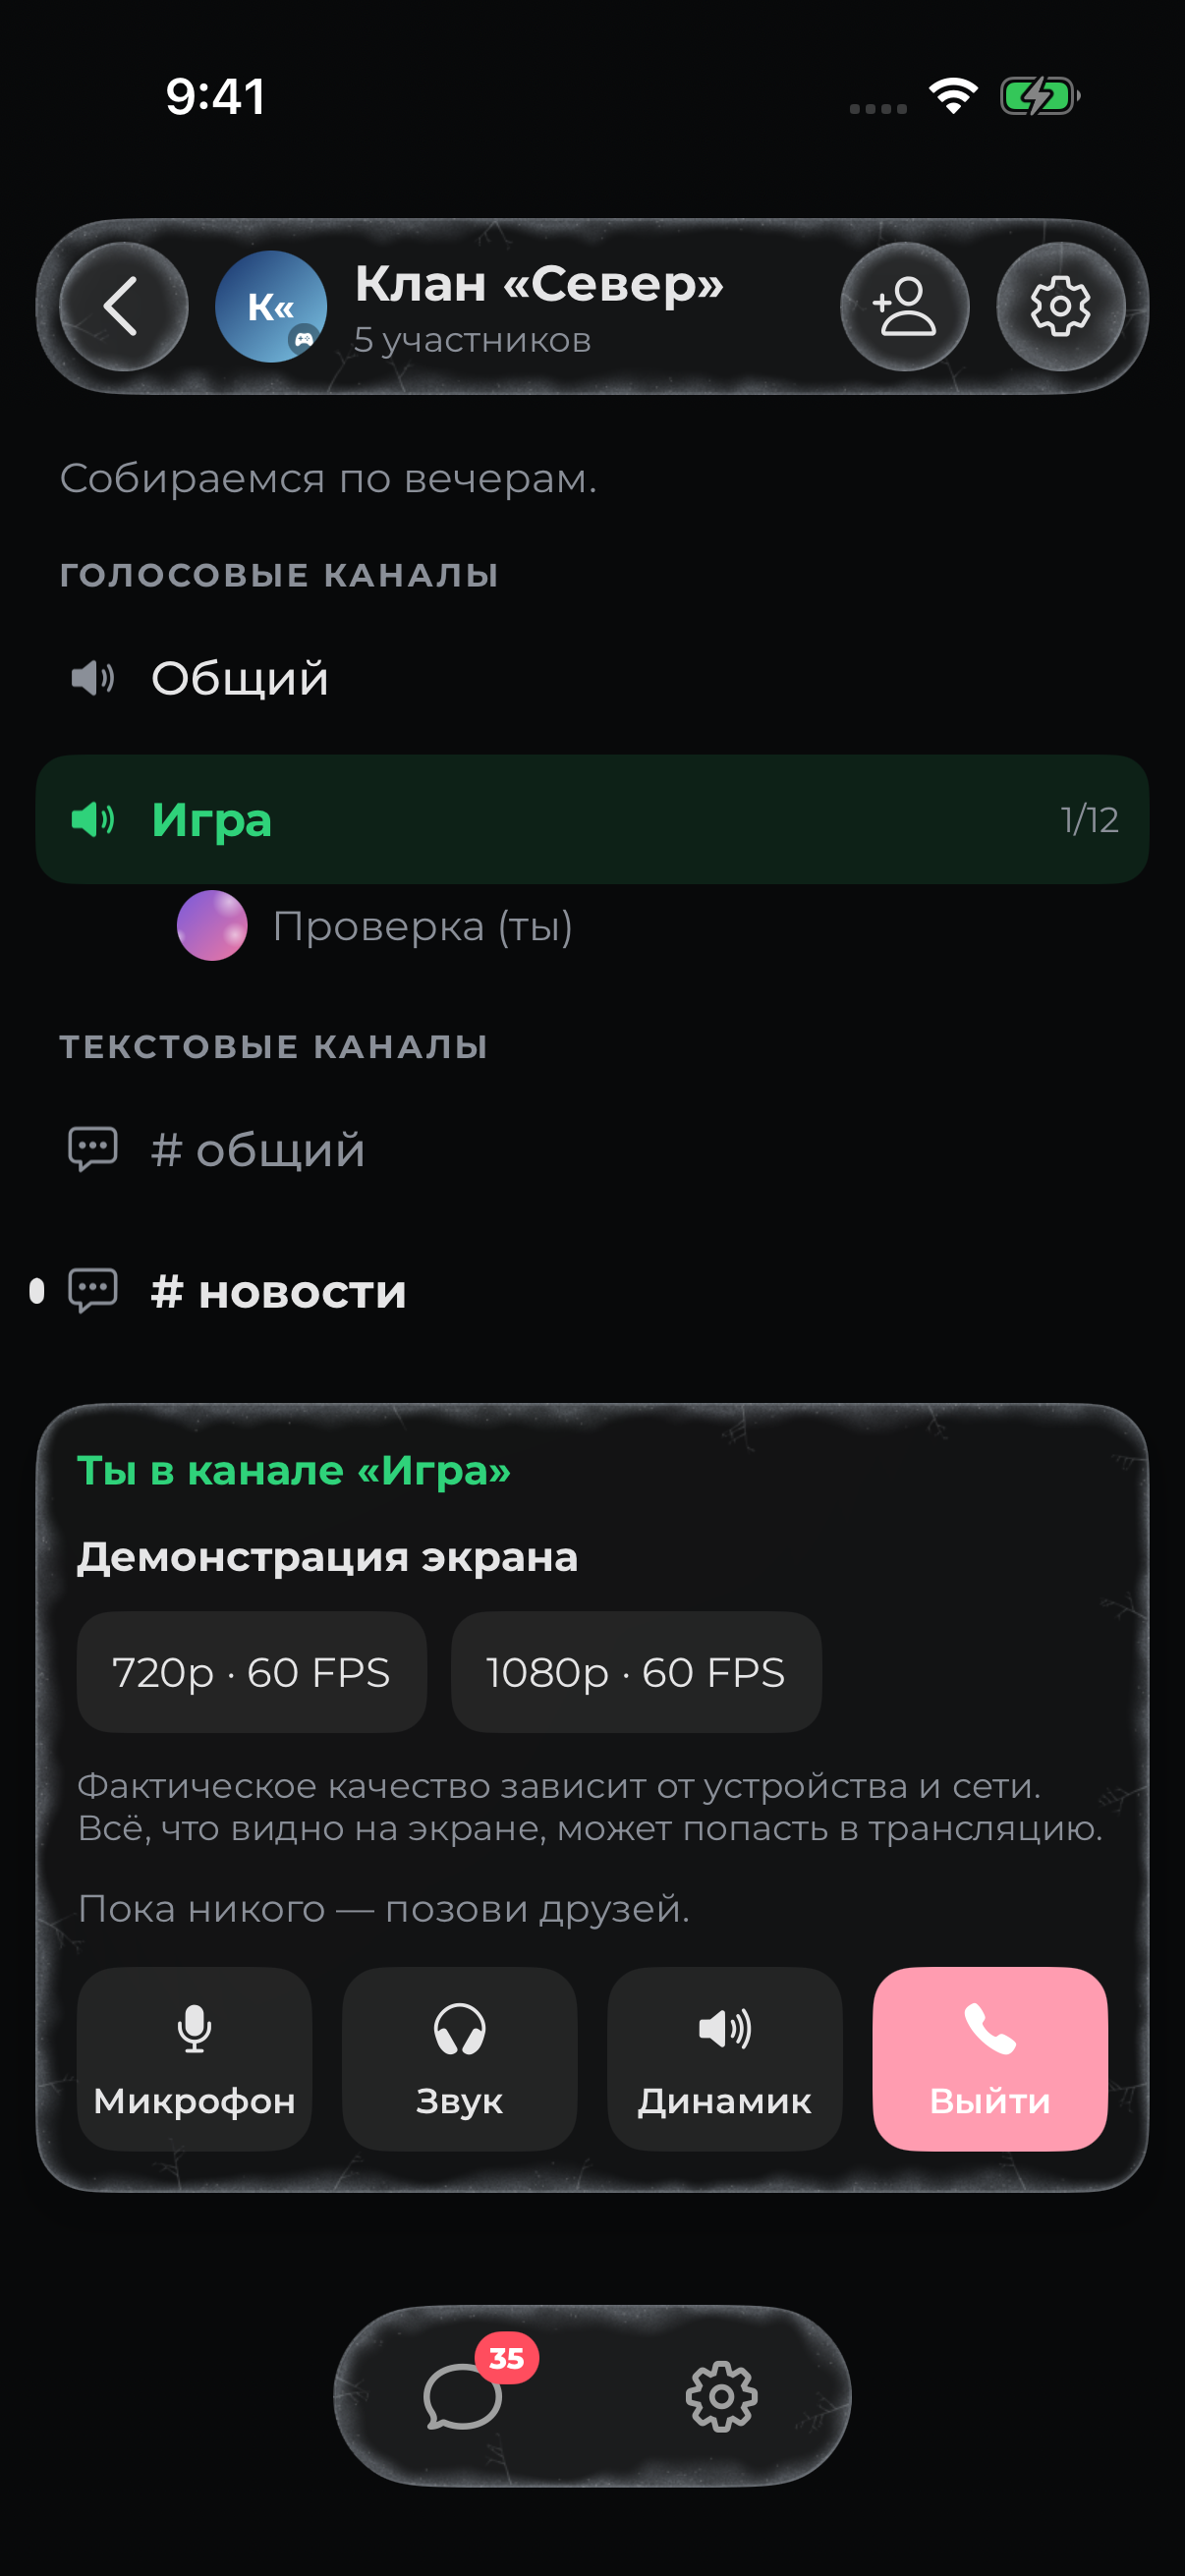 9:41
К«
Клан «Север»
5 участников
Собираемся по вечерам.
ГОЛОСОВЫЕ КАНАЛЫ
Общий
Игра
1/12
Проверка (ты)
ТЕКСТОВЫЕ КАНАЛЫ
# общий
# новости
Ты в канале «Игра»
Демонстрация экрана
720p · 60 FPS
1080p · 60 FPS
Фактическое качество зависит от устройства и сети.
Всё, что видно на экране, может попасть в трансляцию.
Пока никого — позови друзей.
Микрофон
Звук
Динамик
Выйти
35